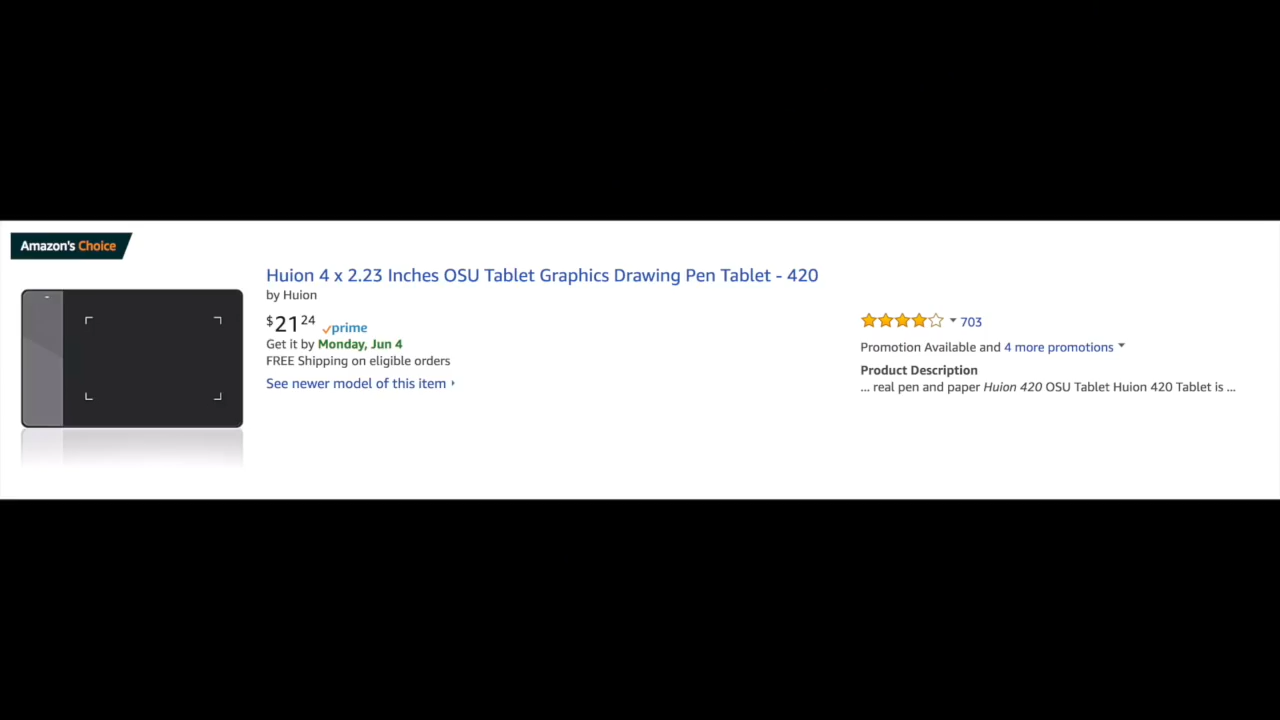 Amazon's Choice
Huion 4 x 2.23 Inches OSU Tablet Graphics Drawing Pen Tablet - 420
by Huion
$21 24 prime
Get it by Monday, Jun 4
FREE Shipping on eligible orders
See newer model of this item
703
Promotion Available and 4 more promotions
Product Description
... real pen and paper Huion 420 OSU Tablet Huion 420 Tablet is ...